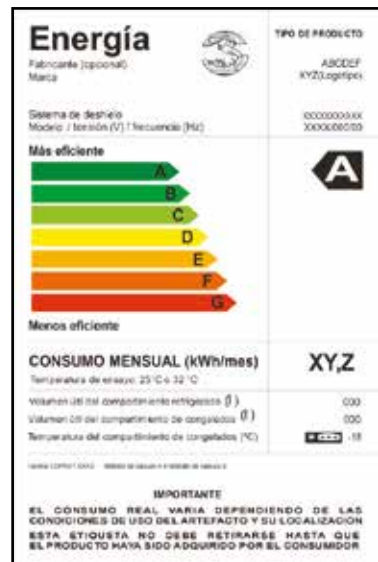 Energía
TIPO DE PRODUCTO
Fabricante (opcional)
ABCDEF
Marca
XYZ(Logotipo)
Sistema de deshielo
XXXXXXXXXX
Modelo / tensión (V) / frecuencia (Hz)
Más eficiente
A
A
B
C
D
E
F
G
Menos eficiente
CONSUMO MENSUAL (kWh/mes)
XY,Z
Temperatura de ensayo: 25 °C o 32 °C
Volumen útil del compartimiento refrigerado (l)
000
Volumen útil del compartimiento de congelados (l)
000
Temperatura del compartimiento de congelados (°C)
-18
IMPORTANTE
EL CONSUMO REAL VARIA DEPENDIENDO DE LAS
CONDICIONES DE USO DEL ARTEFACTO Y SU LOCALIZACIÓN
ESTA ETIQUETA NO DEBE RETIRARSE HASTA QUE
EL PRODUCTO HAYA SIDO ADQUIRIDO POR EL CONSUMIDOR